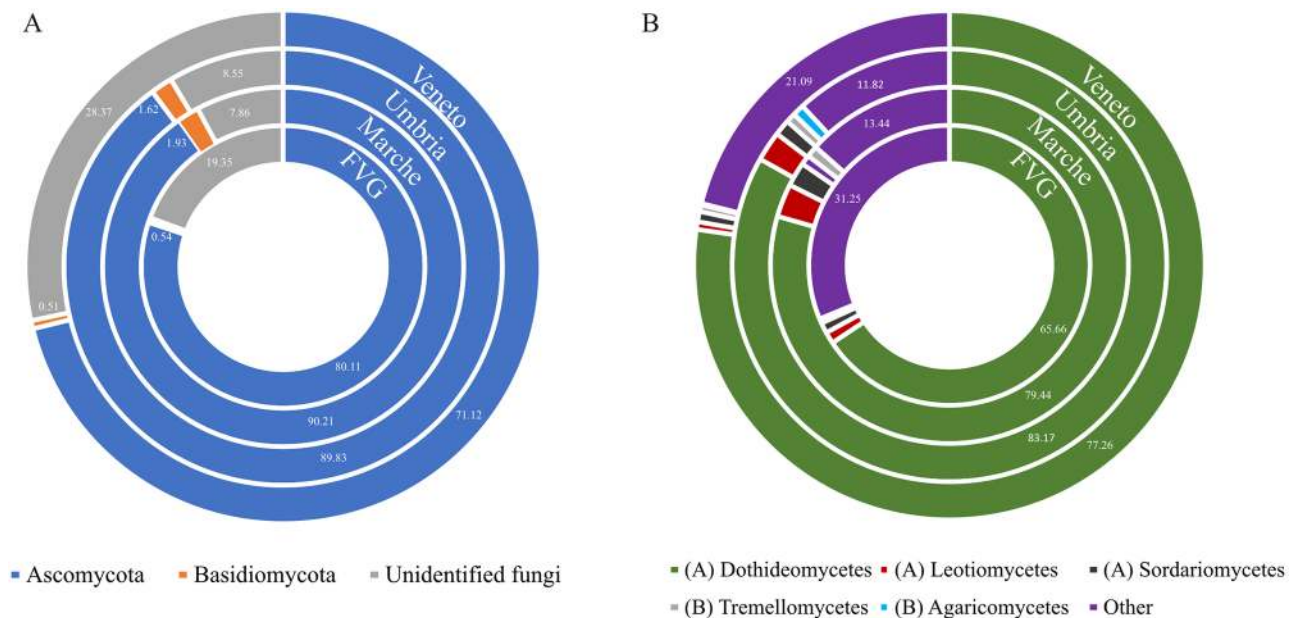 A
B
Veneto
Umbria
Marche
FVG
28.37
8.55
1.62
7.86
1.93
19.35
0.54
0.51
80.11
90.21
89.83
71.12
Veneto
Umbria
Marche
FVG
21.09
11.82
13.44
31.25
65.66
79.44
83.17
77.26
Ascomycota Basidiomycota Unidentified fungi
(A) Dothideomycetes (A) Leotiomycetes (A) Sordariomycetes
(B) Tremellomycetes (B) Agaricomycetes Other